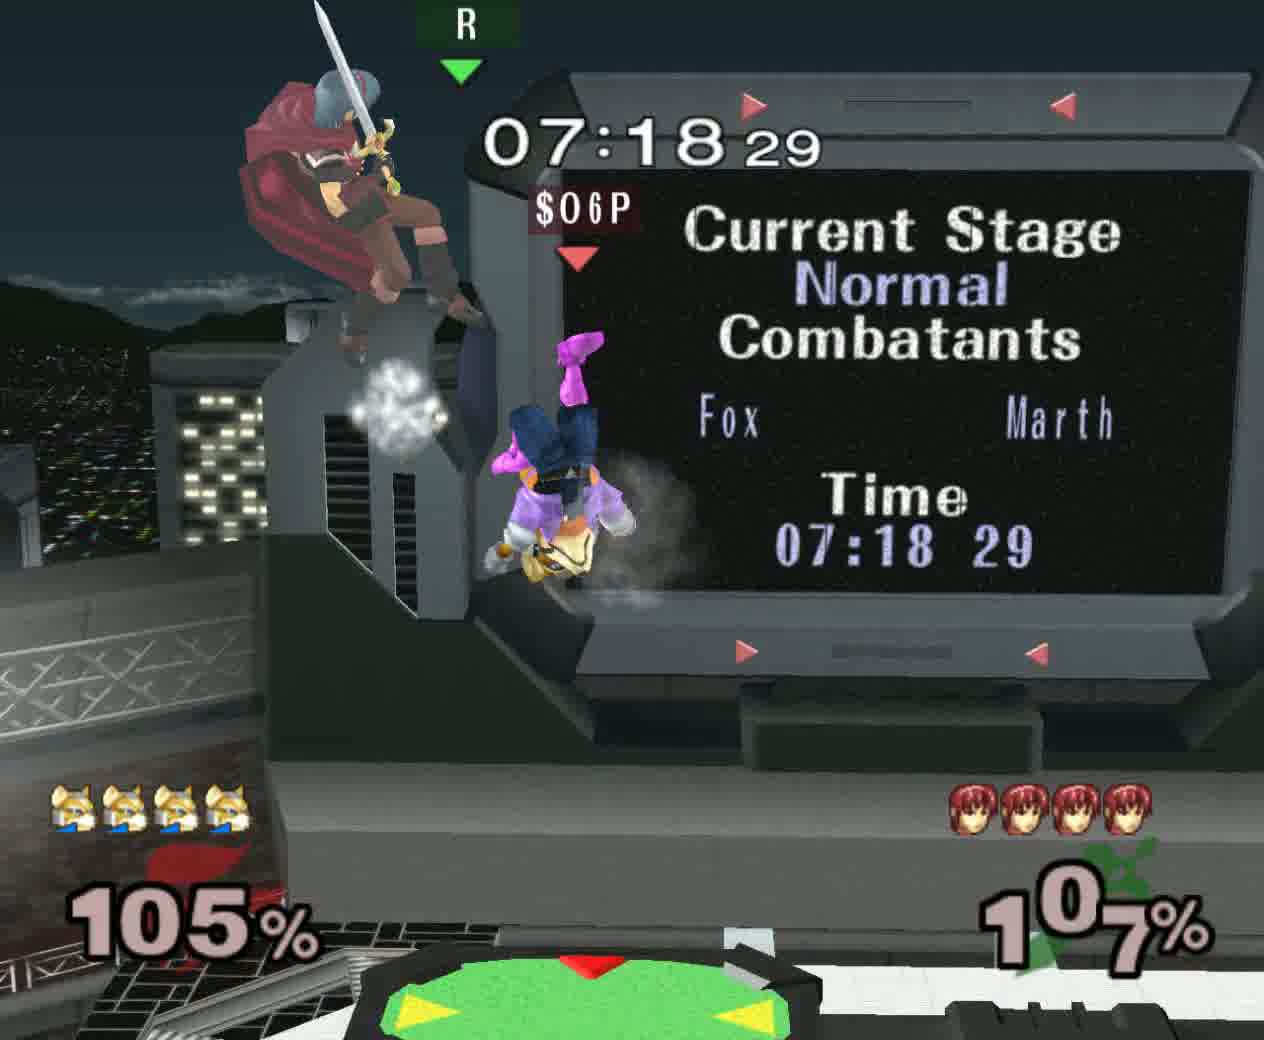 R
07:18 29
$06P
Current Stage
Normal
Combatants
Fox Marth
Time
07:18 29
105%
107%